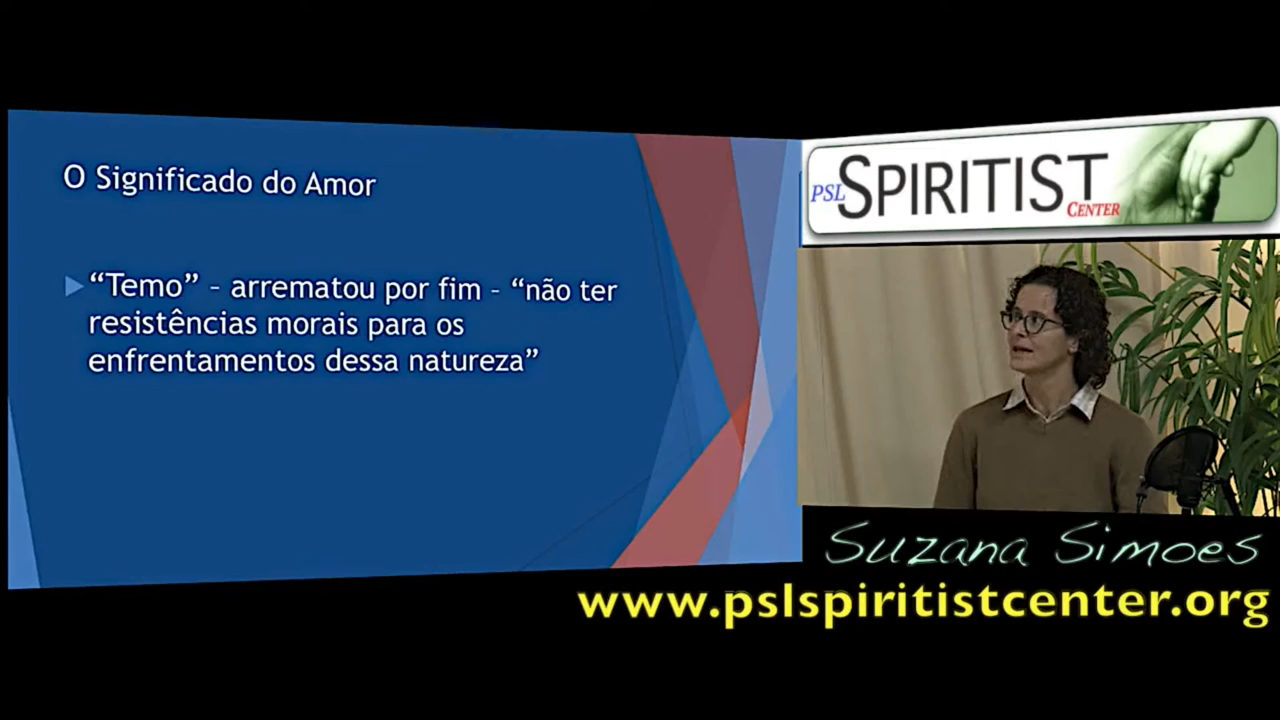 O Significado do Amor
“Temo” – arrematou por fim – “não ter
resistências morais para os
enfrentamentos dessa natureza”
PSL SPIRITIST
CENTER
Suzana Simoes
www.pslspiritistcenter.org